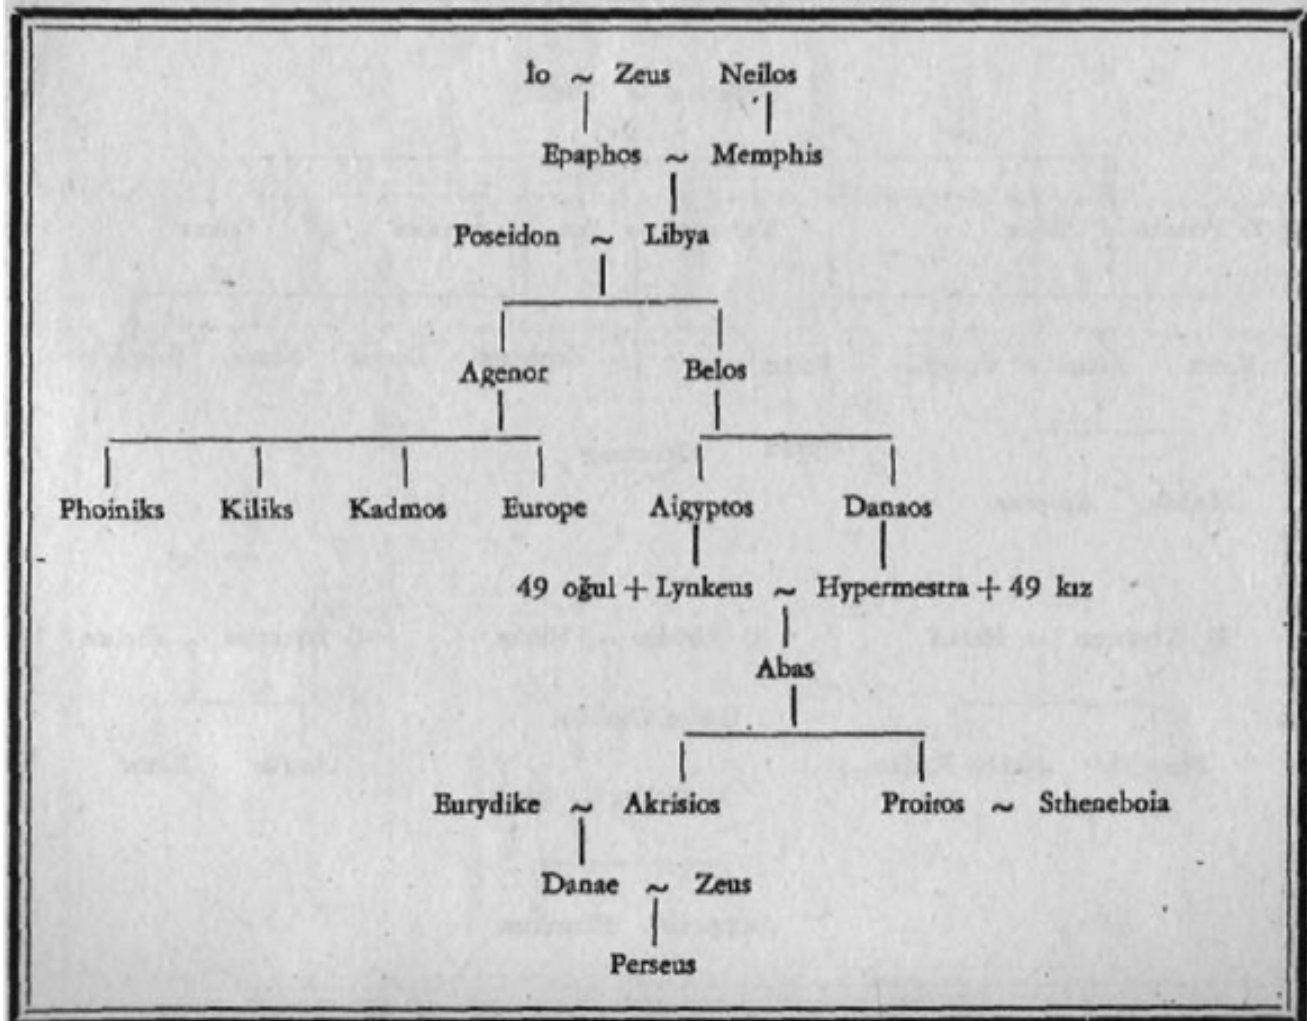 İo ~ Zeus Neilos
Epaphos ~ Memphis
Poseidon ~ Libya
Agenor Belos
Phoiniks Kiliks Kadmos Europe Aigyptos Danaos
49 oğul + Lynkeus ~ Hypermestra + 49 kız
Abas
Eurydike ~ Akrisios Proitos ~ Stheneboia
Danae ~ Zeus
Perseus